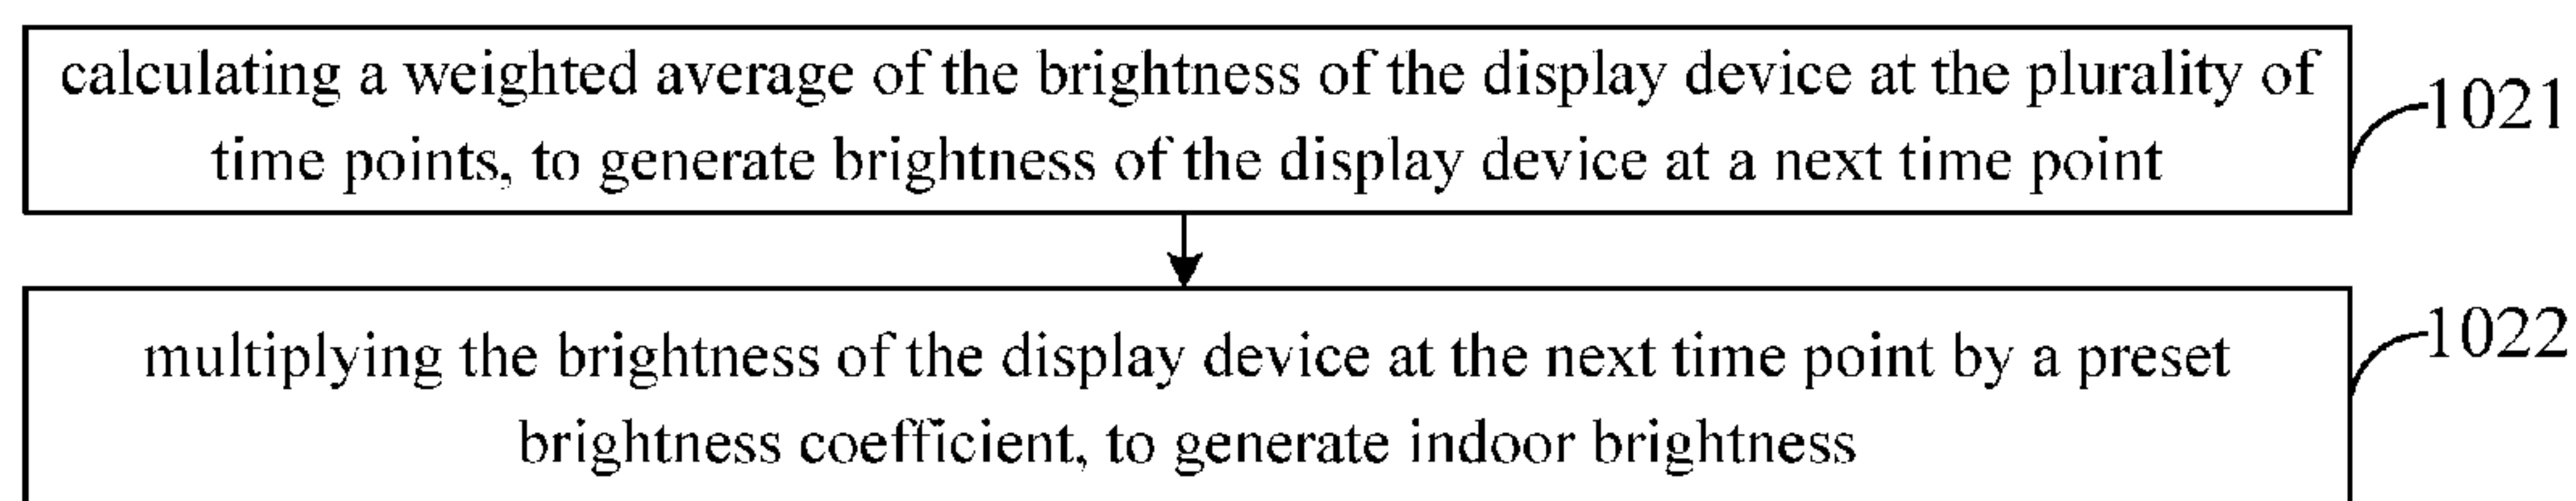 calculating a weighted average of the brightness of the display device at the plurality of
time points, to generate brightness of the display device at a next time point
1021
multiplying the brightness of the display device at the next time point by a preset
brightness coefficient, to generate indoor brightness
1022